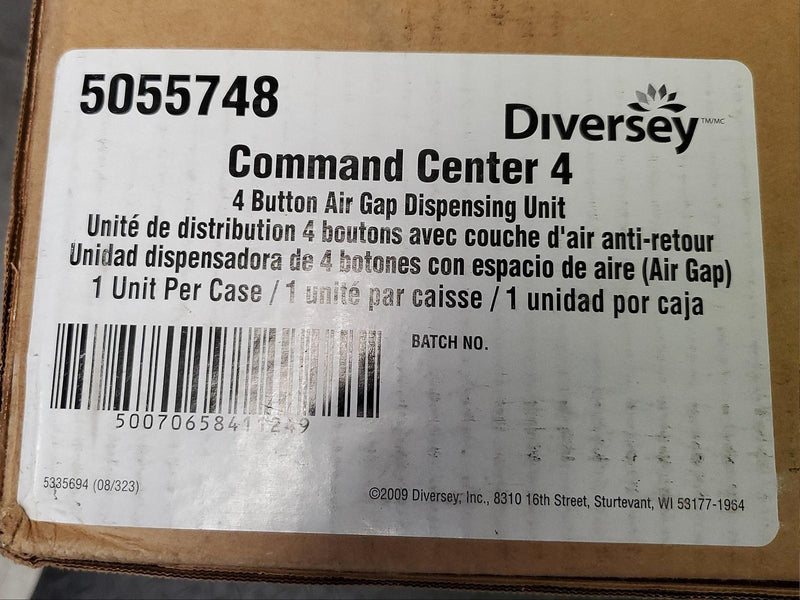 5055748
Diversey TM/MC
Command Center 4
4 Button Air Gap Dispensing Unit
Unité de distribution 4 boutons avec couche d'air anti-retour
Unidad dispensadora de 4 botones con espacio de aire (Air Gap)
1 Unit Per Case / 1 unité par caisse / 1 unidad por caja
BATCH NO.
5335694 (08/323)
©2009 Diversey, Inc., 8310 16th Street, Sturtevant, WI 53177-1964